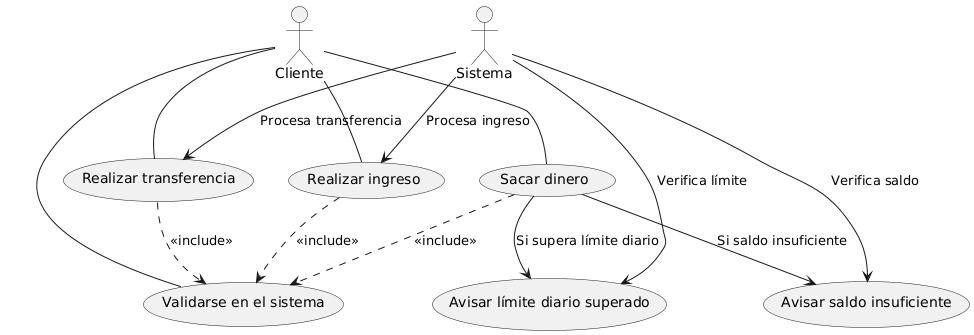 Cliente
Sistema
Procesa transferencia
Procesa ingreso
Realizar transferencia
Realizar ingreso
Sacar dinero
Verifica límite
Verifica saldo
«include»
«include»
«include»
Si supera límite diario
Si saldo insuficiente
Validarse en el sistema
Avisar límite diario superado
Avisar saldo insuficiente